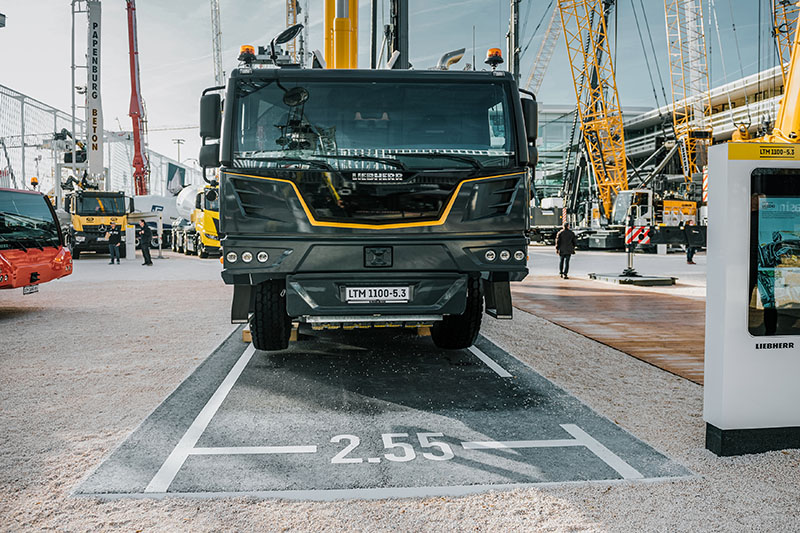 PAPENBURG BETON
LTM 1100-5.3
LIEBHERR
LTM 1100-5.3
LIEBHERR
2.55